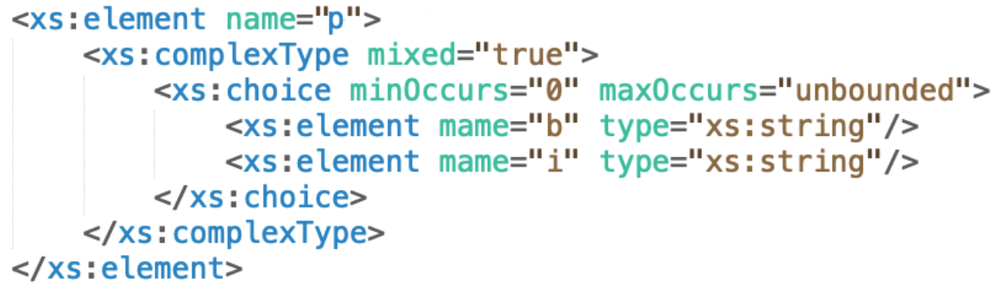 <xs:element name="p">
<xs:complexType mixed="true">
<xs:choice minOccurs="0" maxOccurs="unbounded">
<xs:element mame="b" type="xs:string"/>
<xs:element mame="i" type="xs:string"/>
</xs:choice>
</xs:complexType>
</xs:element>